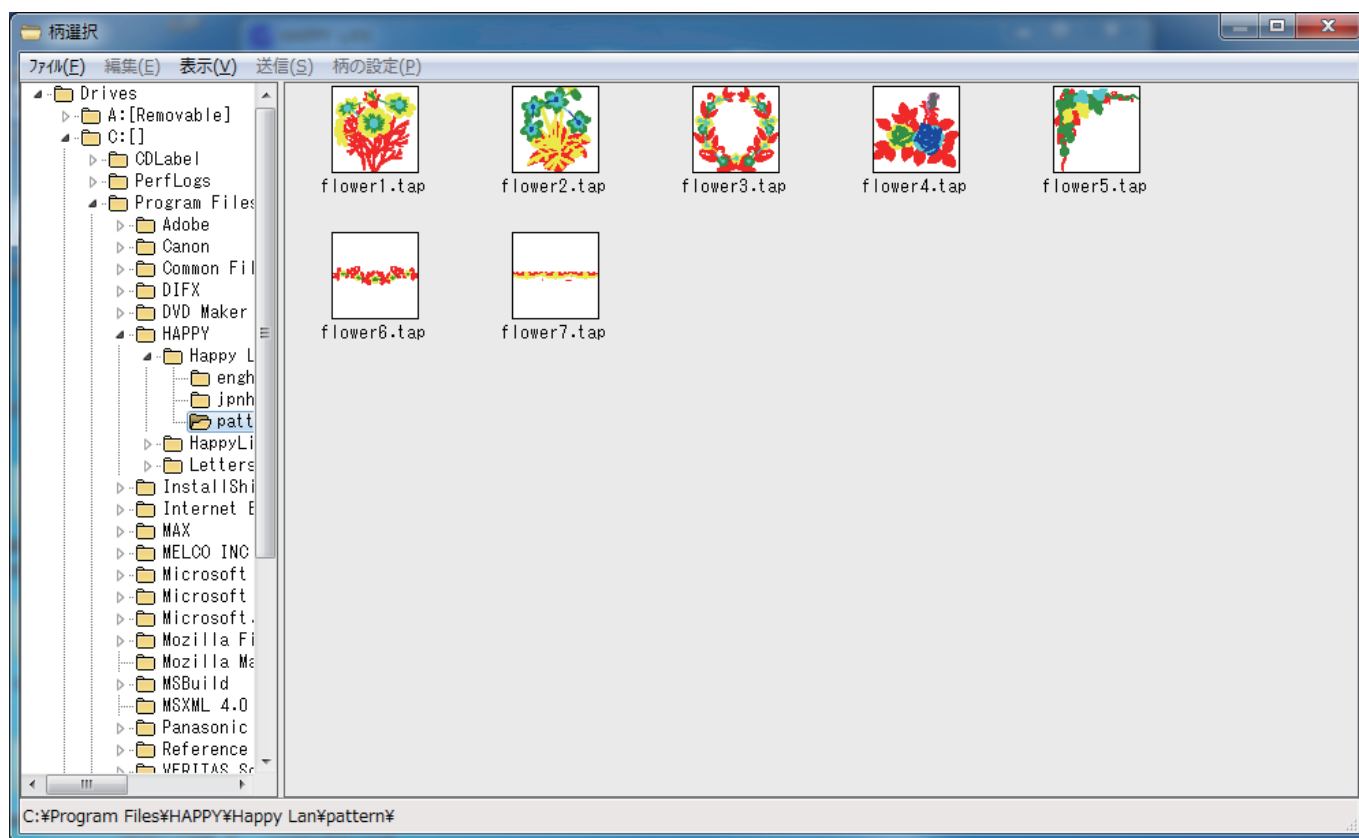 柄選択
ファイル(F) 編集(E) 表示(V) 送信(S) 柄の設定(P)
Drives
A:[Removable]
C:[]
CDLabel
PerfLogs
Program Files
Adobe
Canon
Common Fil
DIFX
DVD Maker
HAPPY
Happy L
engh
jpnh
patt
HappyLi
Letters
InstallShi
Internet E
MAX
MELCO INC
Microsoft
Microsoft
Microsoft.
Mozilla Fi
Mozilla Ma
MSBuild
MSXML 4.0
Panasonic
Reference
VERITAS So
flower1.tap flower2.tap flower3.tap flower4.tap flower5.tap
flower6.tap flower7.tap
C:¥Program Files¥HAPPY¥Happy Lan¥pattern¥